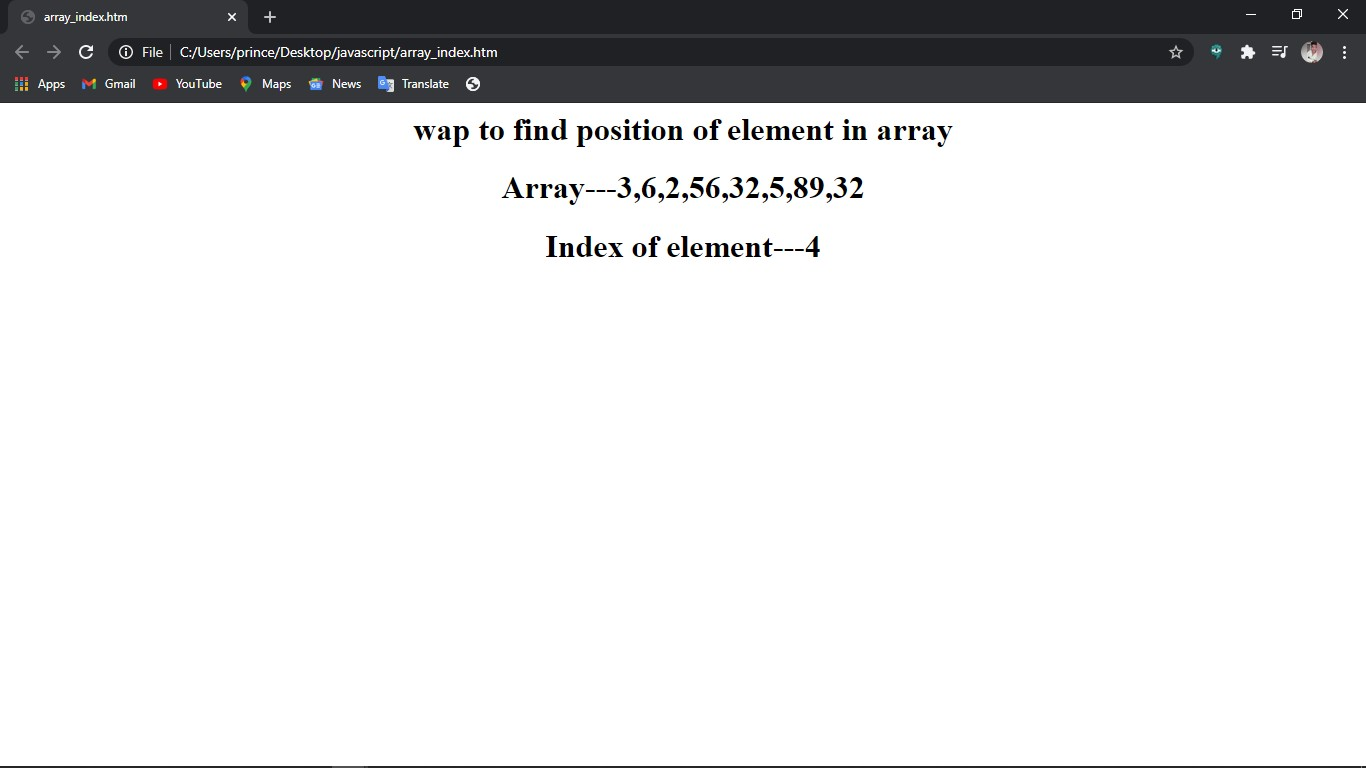 array_index.htm
File C:/Users/prince/Desktop/javascript/array_index.htm
Apps Gmail YouTube Maps News Translate
wap to find position of element in array
Array---3,6,2,56,32,5,89,32
Index of element---4